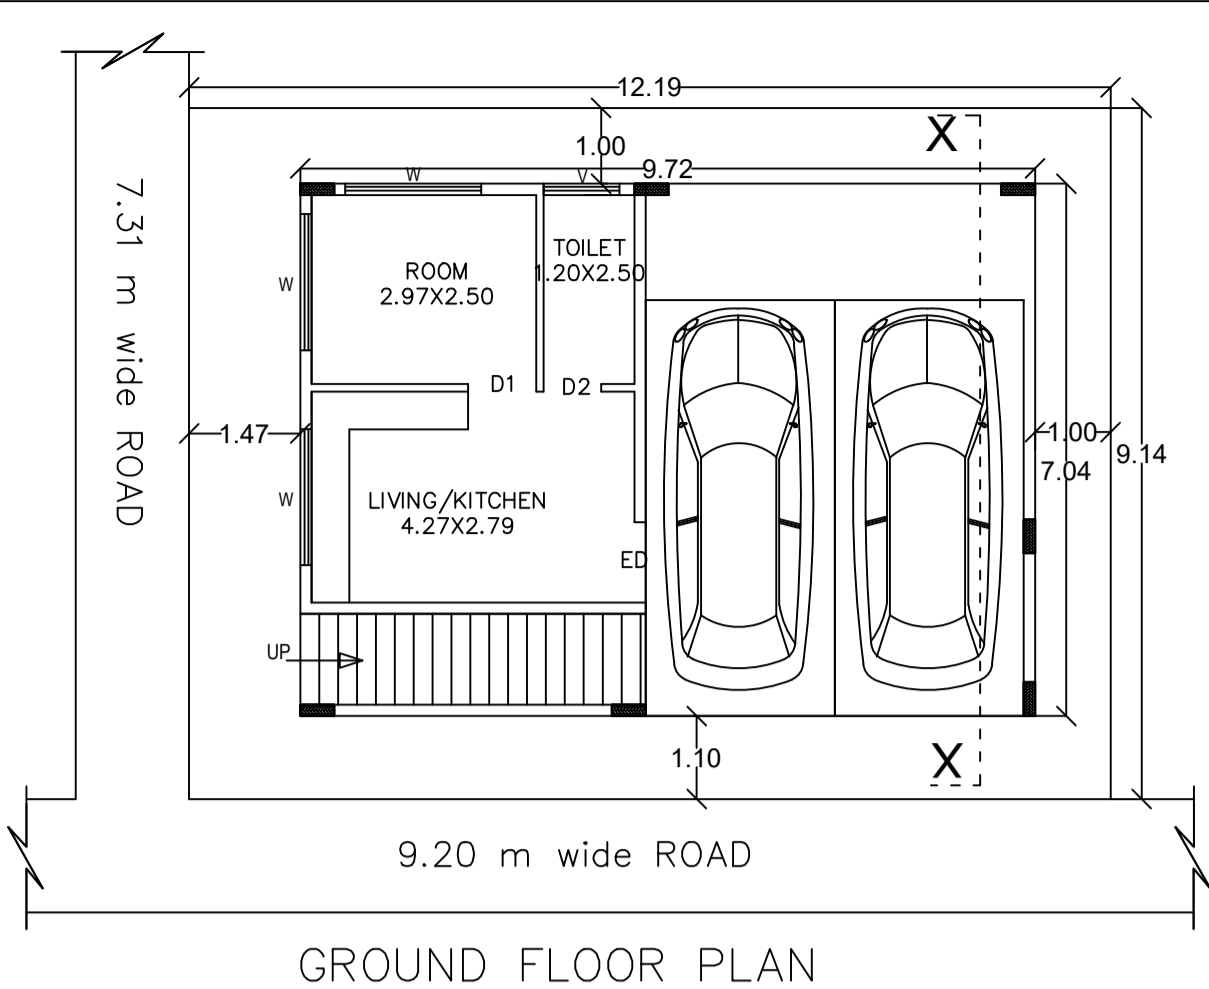 12.19
X
1.00
9.72
W
V
7.31 m wide ROAD
TOILET
1.20X2.50
ROOM
2.97X2.50
W
D1
D2
1.47
1.00
9.14
7.04
W
LIVING/KITCHEN
4.27X2.79
ED
UP
1.10
X
9.20 m wide ROAD
GROUND FLOOR PLAN